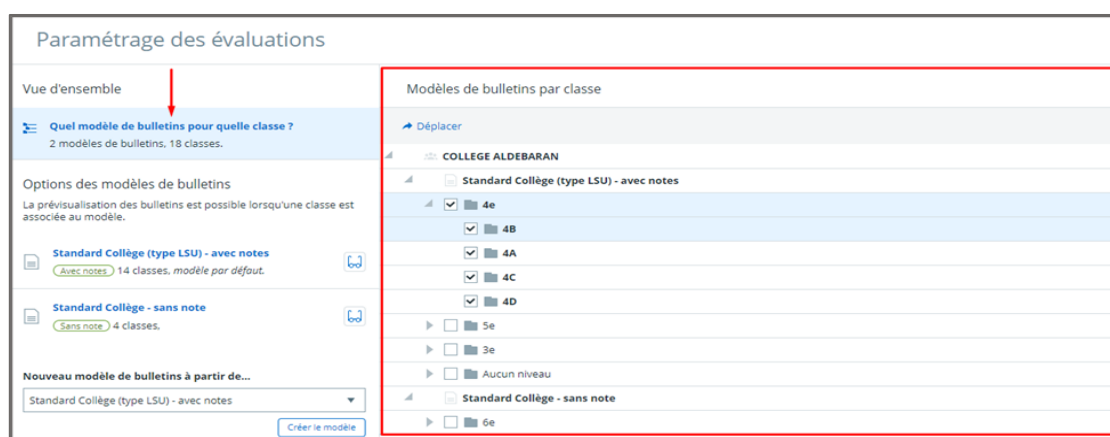 Paramétrage des évaluations
Vue d'ensemble
Quel modèle de bulletins pour quelle classe ?
2 modèles de bulletins, 18 classes.
Options des modèles de bulletins
La prévisualisation des bulletins est possible lorsqu'une classe est
associée au modèle.
Standard Collège (type LSU) - avec notes
Avec notes 14 classes, modèle par défaut.
Standard Collège - sans note
Sans note 4 classes.
Nouveau modèle de bulletins à partir de...
Standard Collège (type LSU) - avec notes
Créer le modèle
Modèles de bulletins par classe
Déplacer
COLLEGE ALDEBARAN
Standard Collège (type LSU) - avec notes
4e
4B
4A
4C
4D
5e
3e
Aucun niveau
Standard Collège - sans note
6e